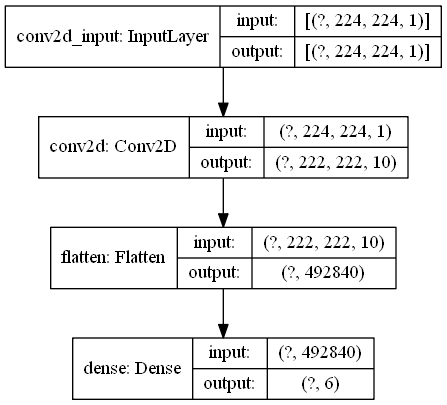 conv2d_input: InputLayer
input:
[(?, 224, 224, 1)]
output:
[(?, 224, 224, 1)]
conv2d: Conv2D
input:
(?, 224, 224, 1)
output:
(?, 222, 222, 10)
flatten: Flatten
input:
(?, 222, 222, 10)
output:
(?, 492840)
dense: Dense
input:
(?, 492840)
output:
(?, 6)